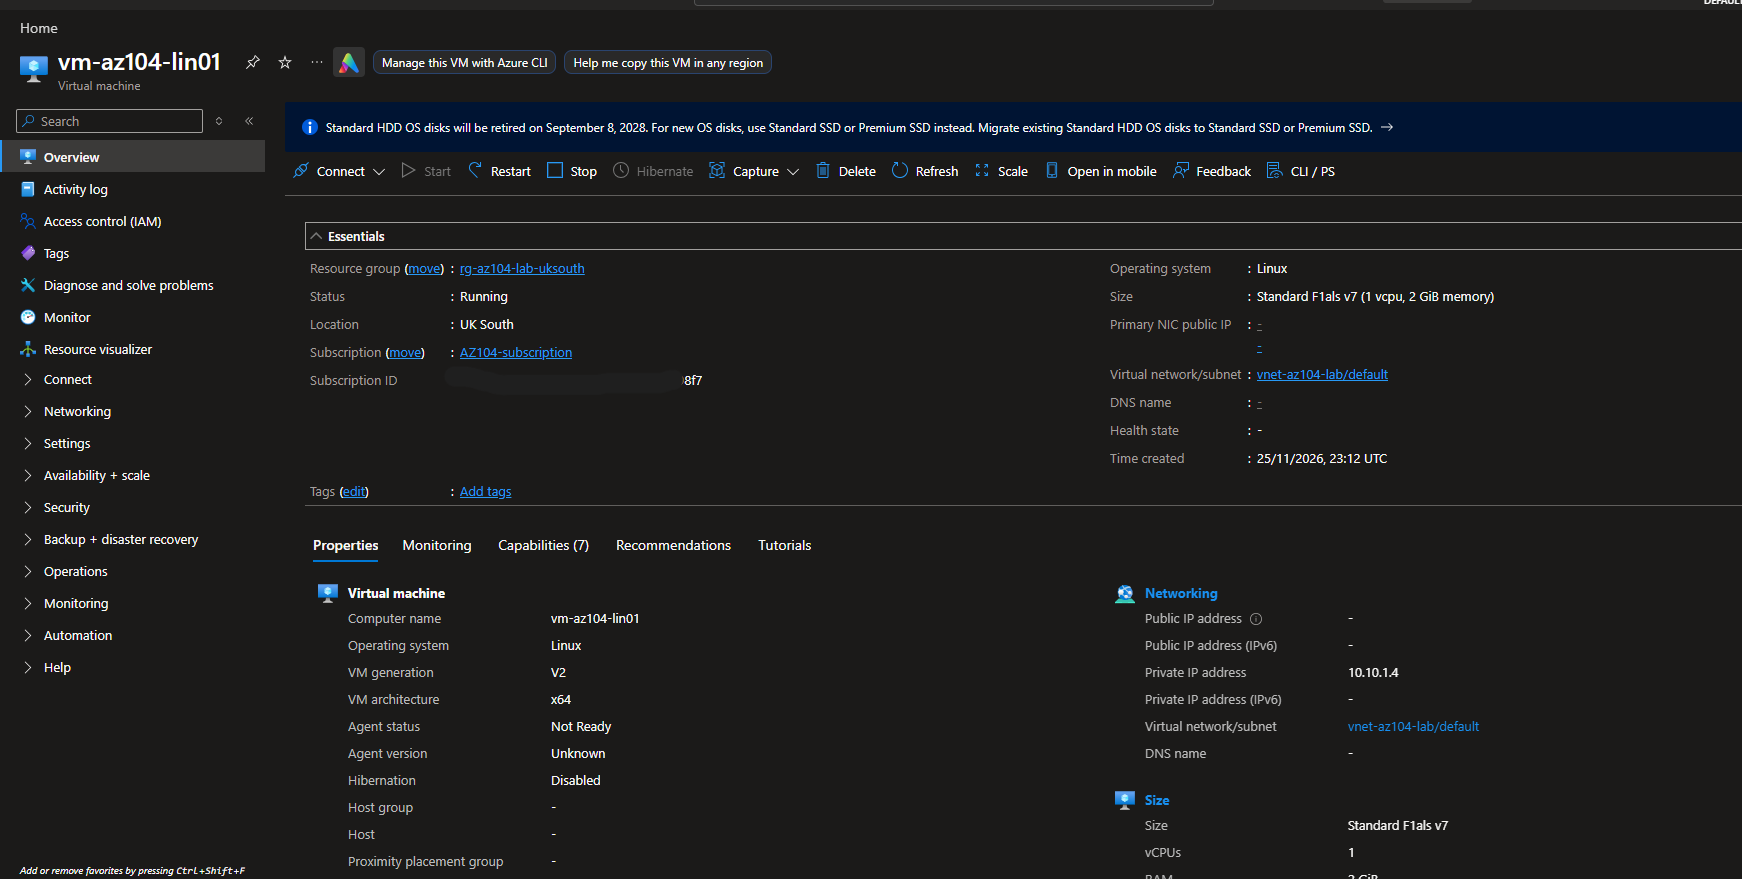 DEFAULT
Home
vm-az104-lin01
Virtual machine
Manage this VM with Azure CLI
Help me copy this VM in any region
Search
Overview
Activity log
Access control (IAM)
Tags
Diagnose and solve problems
Monitor
Resource visualizer
Connect
Networking
Settings
Availability + scale
Security
Backup + disaster recovery
Operations
Monitoring
Automation
Help
Add or remove favorites by pressing Ctrl+Shift+F
Standard HDD OS disks will be retired on September 8, 2028. For new OS disks, use Standard SSD or Premium SSD instead. Migrate existing Standard HDD OS disks to Standard SSD or Premium SSD. →
Connect Start Restart Stop Hibernate Capture Delete Refresh Scale Open in mobile Feedback CLI / PS
Essentials
Resource group (move) : rg-az104-lab-uksouth
Status : Running
Location : UK South
Subscription (move) : AZ104-subscription
Subscription ID 8f7
Operating system : Linux
Size : Standard F1als v7 (1 vcpu, 2 GiB memory)
Primary NIC public IP : -
-
Virtual network/subnet : vnet-az104-lab/default
DNS name : -
Health state : -
Time created : 25/11/2026, 23:12 UTC
Tags (edit) : Add tags
Properties Monitoring Capabilities (7) Recommendations Tutorials
Virtual machine
Computer name vm-az104-lin01
Operating system Linux
VM generation V2
VM architecture x64
Agent status Not Ready
Agent version Unknown
Hibernation Disabled
Host group -
Host -
Proximity placement group -
Networking
Public IP address -
Public IP address (IPv6) -
Private IP address 10.10.1.4
Private IP address (IPv6) -
Virtual network/subnet vnet-az104-lab/default
DNS name -
Size
Size Standard F1als v7
vCPUs 1
RAM 2 GiB